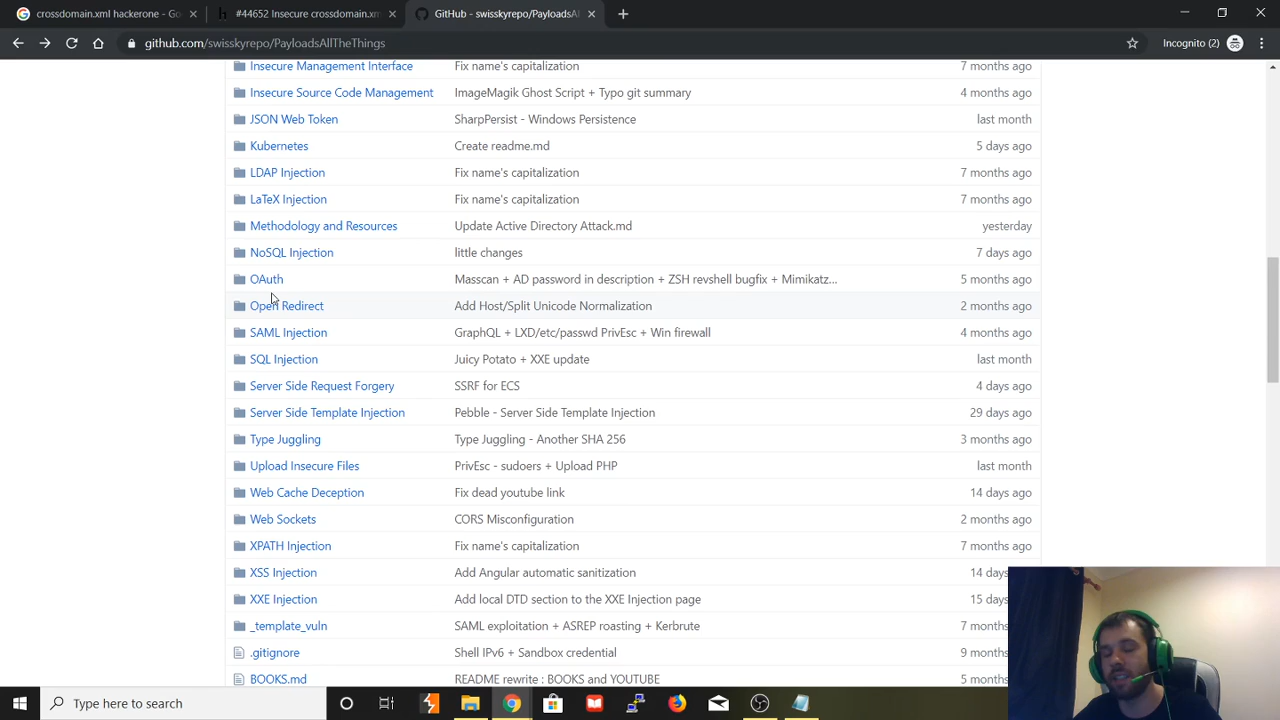 crossdomain.xml hackerone - Goo
#44652 Insecure crossdomain.xm
GitHub - swisskyrepo/PayloadsAl
github.com/swisskyrepo/PayloadsAllTheThings
Incognito (2)
Insecure Management Interface Fix name's capitalization 7 months ago
Insecure Source Code Management ImageMagik Ghost Script + Typo git summary 4 months ago
JSON Web Token SharpPersist - Windows Persistence last month
Kubernetes Create readme.md 5 days ago
LDAP Injection Fix name's capitalization 7 months ago
LaTeX Injection Fix name's capitalization 7 months ago
Methodology and Resources Update Active Directory Attack.md yesterday
NoSQL Injection little changes 7 days ago
OAuth Masscan + AD password in description + ZSH revshell bugfix + Mimikatz... 5 months ago
Open Redirect Add Host/Split Unicode Normalization 2 months ago
SAML Injection GraphQL + LXD/etc/passwd PrivEsc + Win firewall 4 months ago
SQL Injection Juicy Potato + XXE update last month
Server Side Request Forgery SSRF for ECS 4 days ago
Server Side Template Injection Pebble - Server Side Template Injection 29 days ago
Type Juggling Type Juggling - Another SHA 256 3 months ago
Upload Insecure Files PrivEsc - sudoers + Upload PHP last month
Web Cache Deception Fix dead youtube link 14 days ago
Web Sockets CORS Misconfiguration 2 months ago
XPATH Injection Fix name's capitalization 7 months ago
XSS Injection Add Angular automatic sanitization 14 days
XXE Injection Add local DTD section to the XXE Injection page 15 days
_template_vuln SAML exploitation + ASREP roasting + Kerbrute 7 months
.gitignore Shell IPv6 + Sandbox credential 9 months
BOOKS.md README rewrite : BOOKS and YOUTUBE 5 months
Type here to search